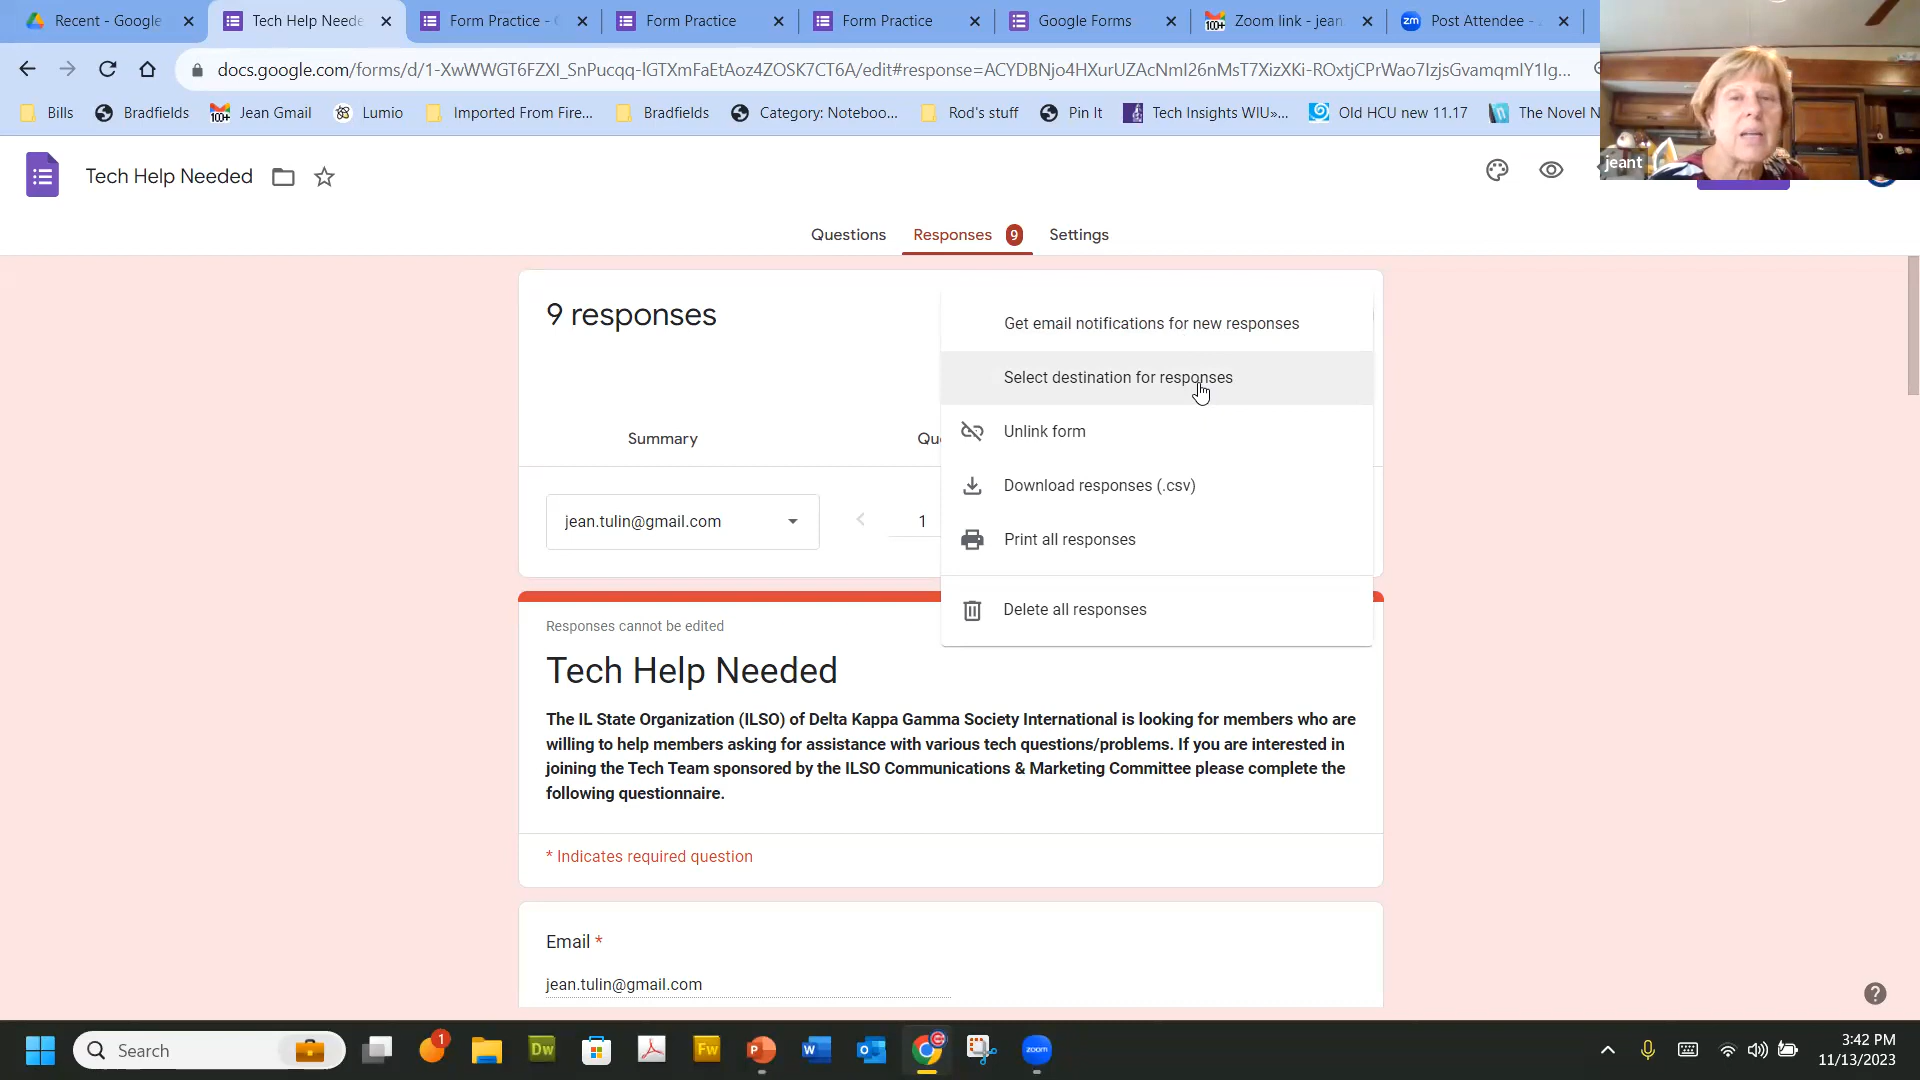 Recent - Google
Tech Help Neede
Form Practice - G
Form Practice
Form Practice
Google Forms
Zoom link - jean.
Post Attendee -
docs.google.com/forms/d/1-XwWWGT6FZXI_SnPucqq-lGTXmFaEtAoz4ZOSK7CT6A/edit#response=ACYDBNjo4HXurUZAcNmI26nMsT7XizXKi-ROxtjCPrWao7IzjsGvamqmIY1Ig...
Bills
Bradfields
Jean Gmail
Lumio
Imported From Fire...
Bradfields
Category: Noteboo...
Rod's stuff
Pin It
Tech Insights WIU»...
Old HCU new 11.17
The Novel N
jeant
Tech Help Needed
Questions
Responses 9
Settings
9 responses
Get email notifications for new responses
Select destination for responses
Unlink form
Summary
Qu
Download responses (.csv)
jean.tulin@gmail.com
1
Print all responses
Delete all responses
Responses cannot be edited
Tech Help Needed
The IL State Organization (ILSO) of Delta Kappa Gamma Society International is looking for members who are
willing to help members asking for assistance with various tech questions/problems. If you are interested in
joining the Tech Team sponsored by the ILSO Communications & Marketing Committee please complete the
following questionnaire.
* Indicates required question
Email *
jean.tulin@gmail.com
Search
1
Dw
Fw
zoom
3:42 PM
11/13/2023